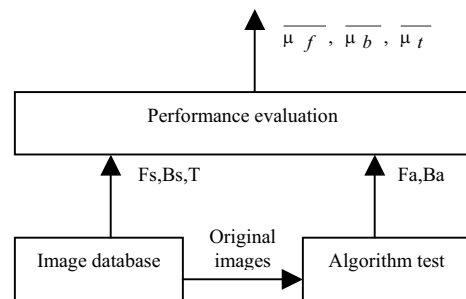 μ f, μ b, μ t
Performance evaluation
Fs,Bs,T
Fa,Ba
Original
images
Image database
Algorithm test